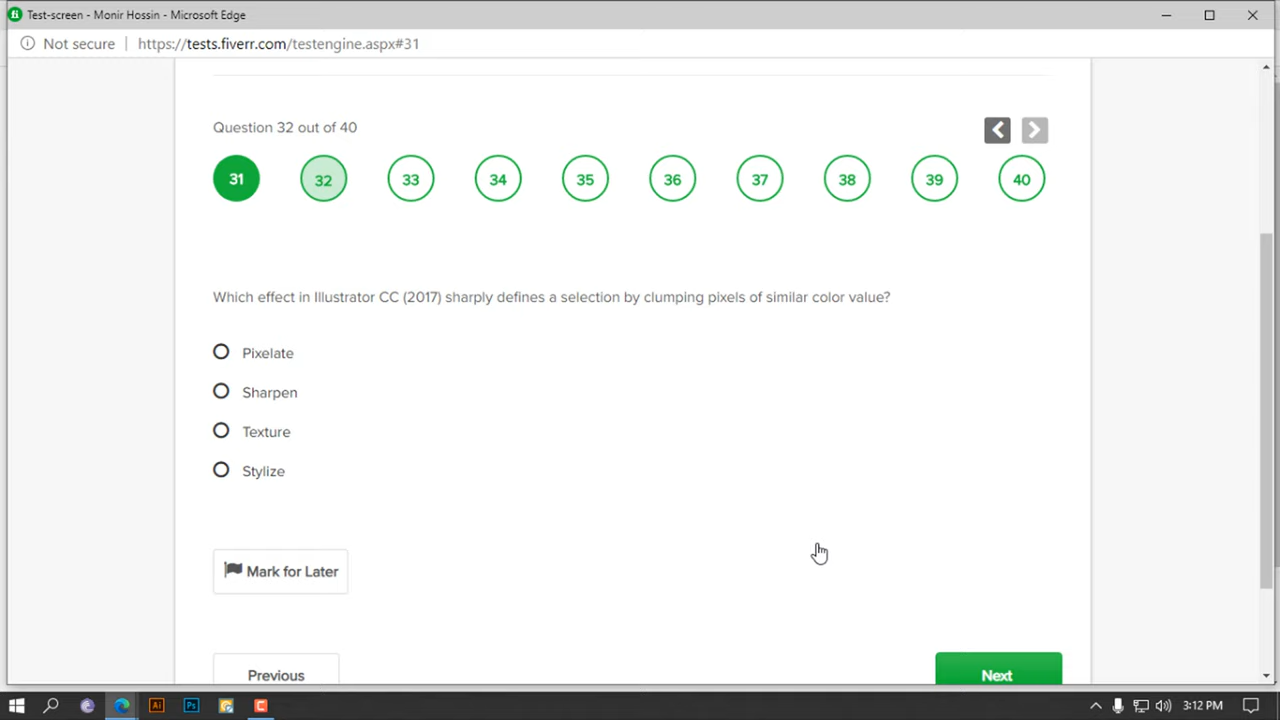 Test-screen - Monir Hossin - Microsoft Edge
Not secure | https://tests.fiverr.com/testengine.aspx#31
Question 32 out of 40
31 32 33 34 35 36 37 38 39 40
Which effect in Illustrator CC (2017) sharply defines a selection by clumping pixels of similar color value?
Pixelate
Sharpen
Texture
Stylize
Mark for Later
Previous
Next
Ai Ps C 3:12 PM